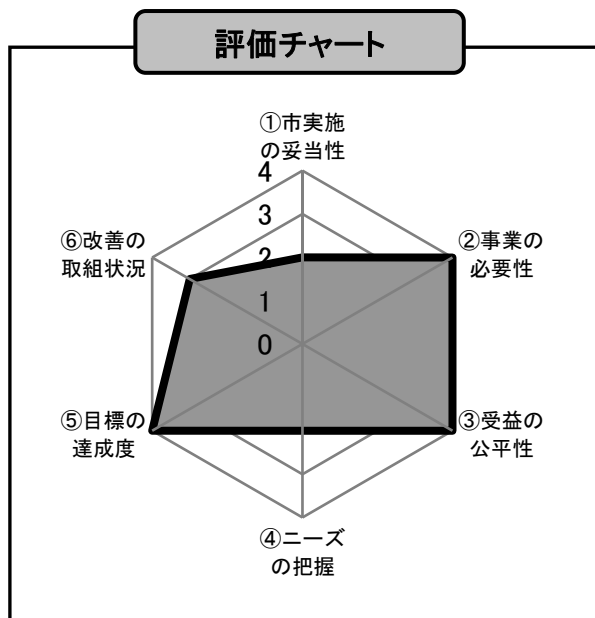 評価チャート
①市実施
の妥当性
4
3
2
1
0
②事業の
必要性
③受益の
公平性
④ニーズ
の把握
⑤目標の
達成度
⑥改善の
取組状況